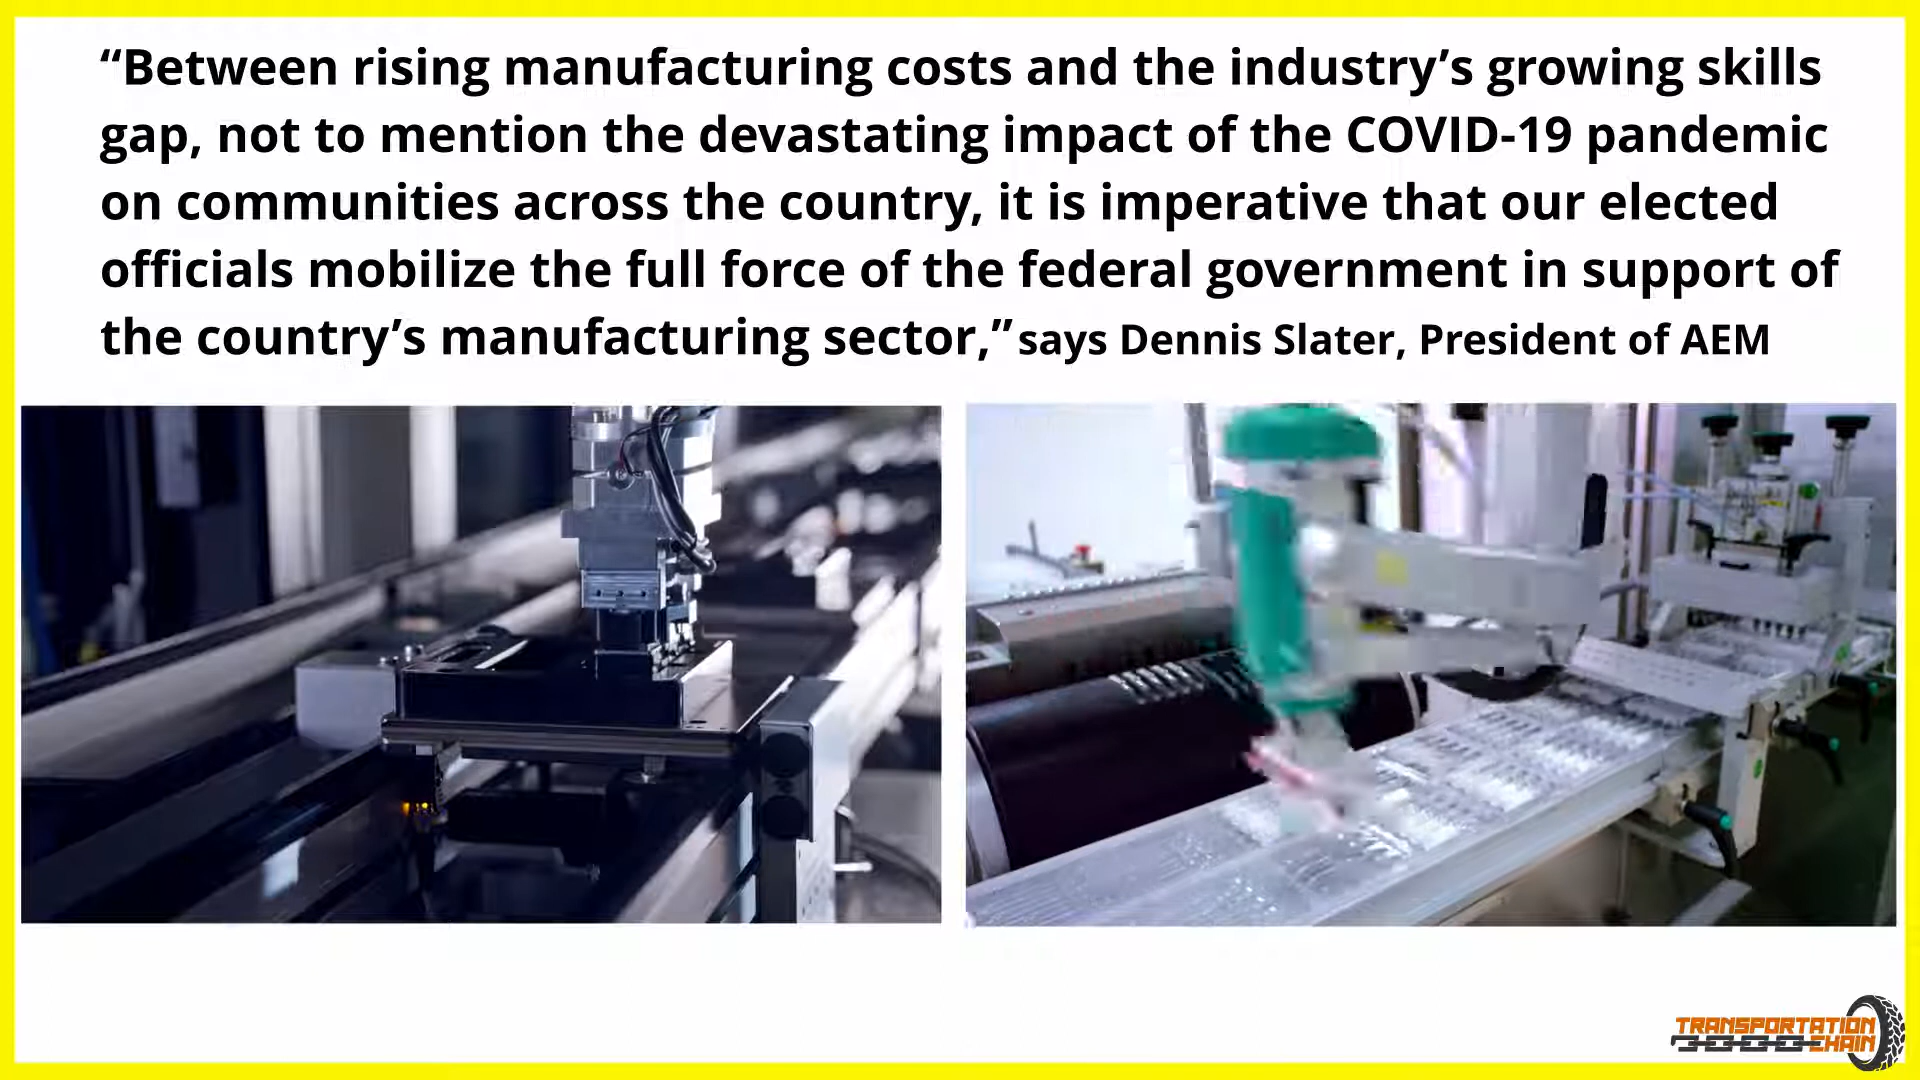 “Between rising manufacturing costs and the industry’s growing skills
gap, not to mention the devastating impact of the COVID-19 pandemic
on communities across the country, it is imperative that our elected
officials mobilize the full force of the federal government in support of
the country’s manufacturing sector,” says Dennis Slater, President of AEM
TRANSPORTATION
CHAIN